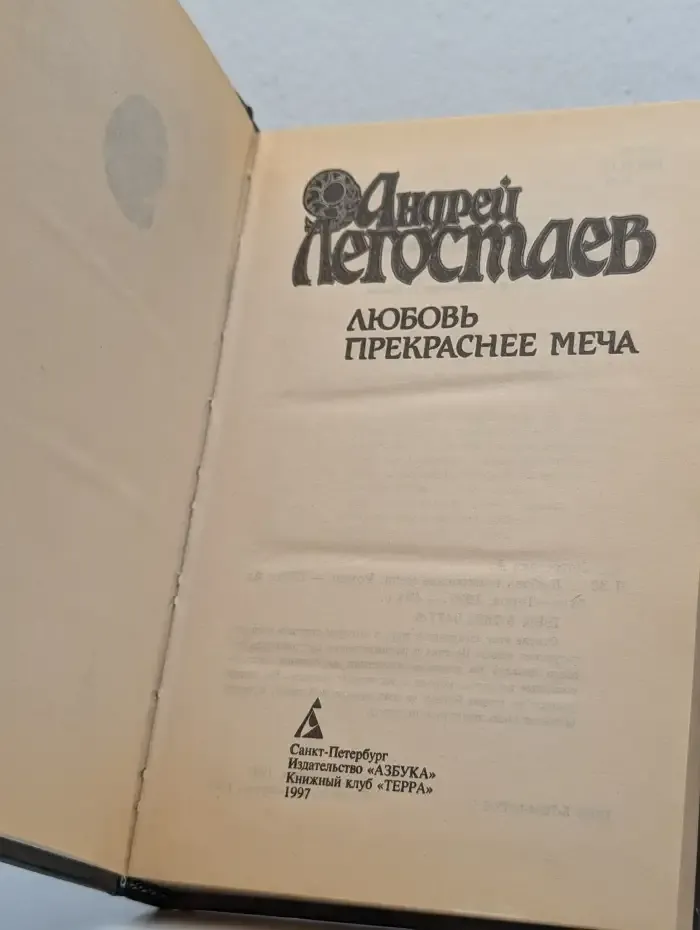 Андрей
Легостаев
ЛЮБОВЬ
ПРЕКРАСНЕЕ МЕЧА
Санкт-Петербург
Издательство «АЗБУКА»
Книжный клуб «ТЕРРА»
1997